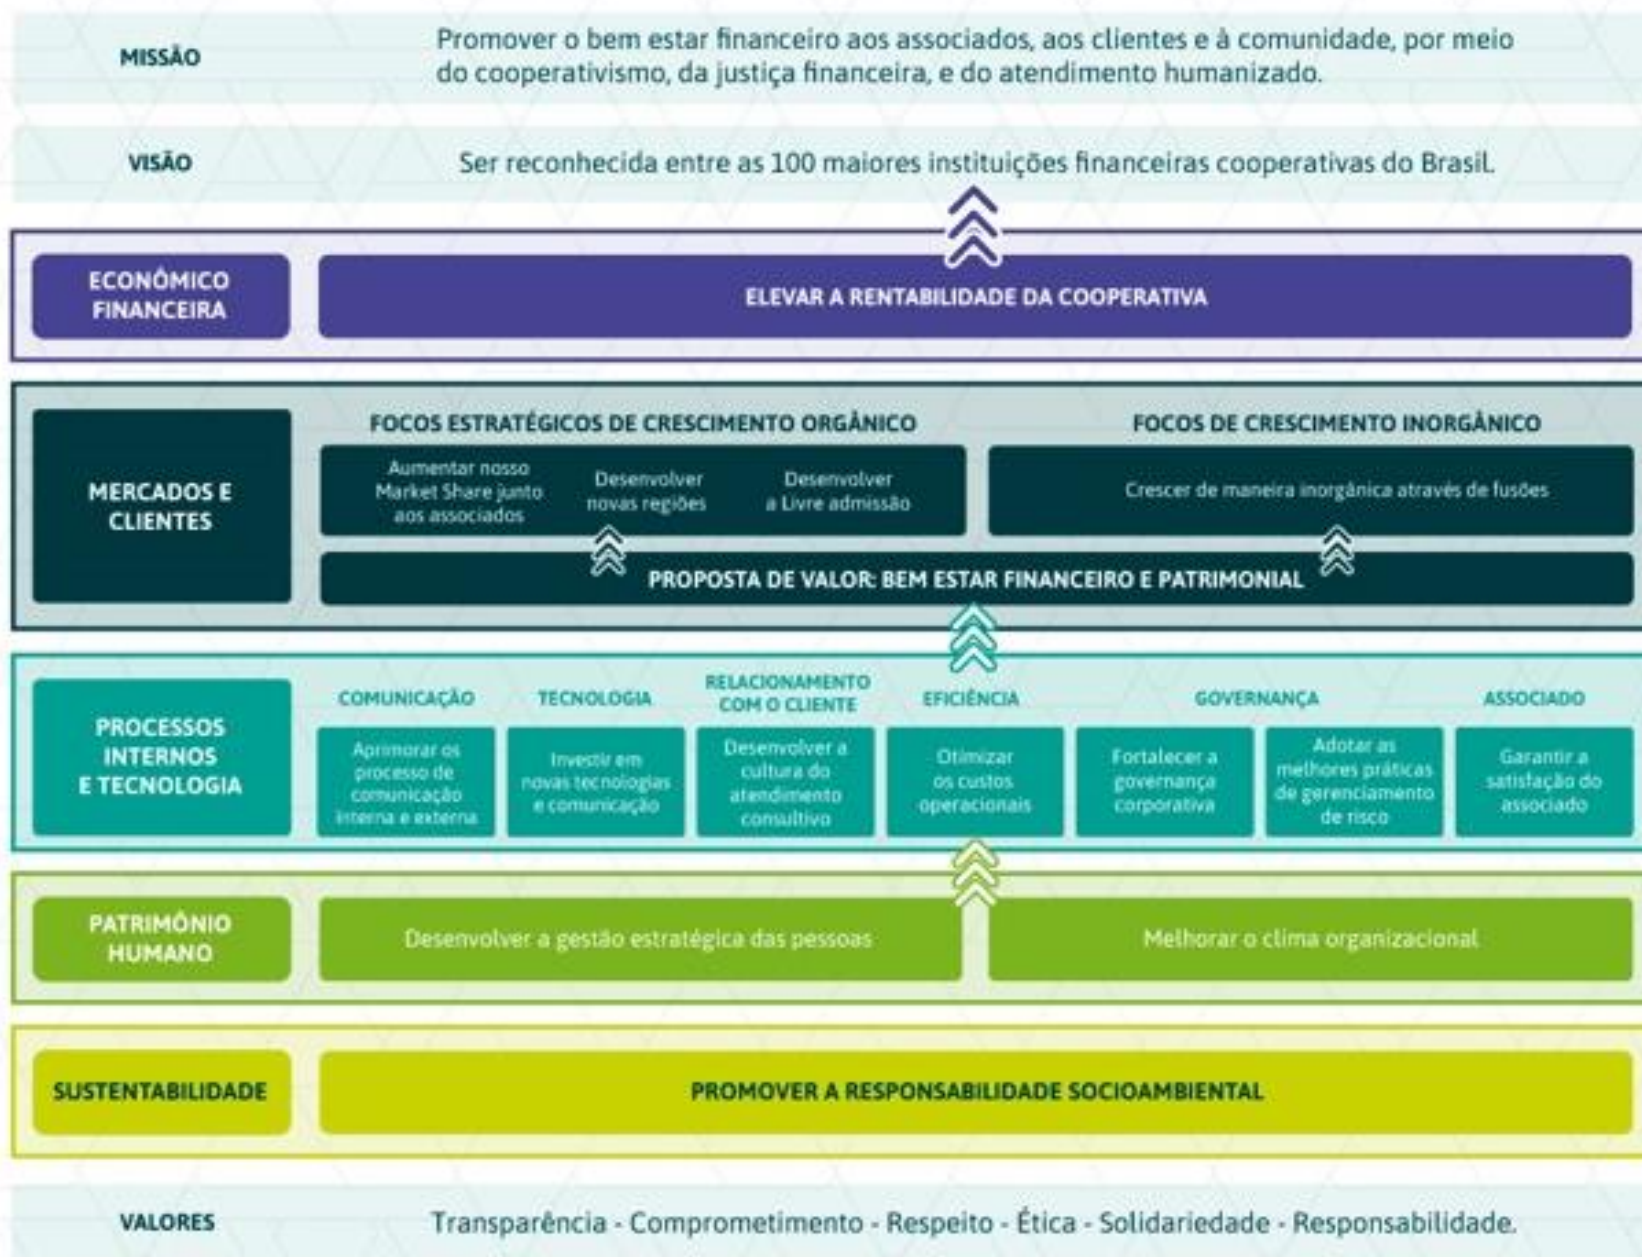 MISSÃO
Promover o bem estar financeiro aos associados, aos clientes e à comunidade, por meio
do cooperativismo, da justiça financeira, e do atendimento humanizado.
VISÃO
Ser reconhecida entre as 100 maiores instituições financeiras cooperativas do Brasil.
ECONÔMICO
FINANCEIRA
ELEVAR A RENTABILIDADE DA COOPERATIVA
MERCADOS E
CLIENTES
FOCOS ESTRATÉGICOS DE CRESCIMENTO ORGÂNICO
Aumentar nosso
Market Share junto
aos associados
Desenvolver
novas regiões
Desenvolver
a Livre admissão
FOCOS DE CRESCIMENTO INORGÂNICO
Crescer de maneira inorgânica através de fusões
PROPOSTA DE VALOR: BEM ESTAR FINANCEIRO E PATRIMONIAL
PROCESSOS
INTERNOS
E TECNOLOGIA
COMUNICAÇÃO
Aprimorar os
processo de
comunicação
interna e externa
TECNOLOGIA
Investir em
novas tecnologias
e comunicação
RELACIONAMENTO
COM O CLIENTE
Desenvolver a
cultura do
atendimento
consultivo
EFICIÊNCIA
Otimizar
os custos
operacionais
GOVERNANÇA
Fortalecer a
governança
corporativa
Adotar as
melhores práticas
de gerenciamento
de risco
ASSOCIADO
Garantir a
satisfação do
associado
PATRIMÔNIO
HUMANO
Desenvolver a gestão estratégica das pessoas
Melhorar o clima organizacional
SUSTENTABILIDADE
PROMOVER A RESPONSABILIDADE SOCIOAMBIENTAL
VALORES
Transparência - Comprometimento - Respeito - Ética - Solidariedade - Responsabilidade.